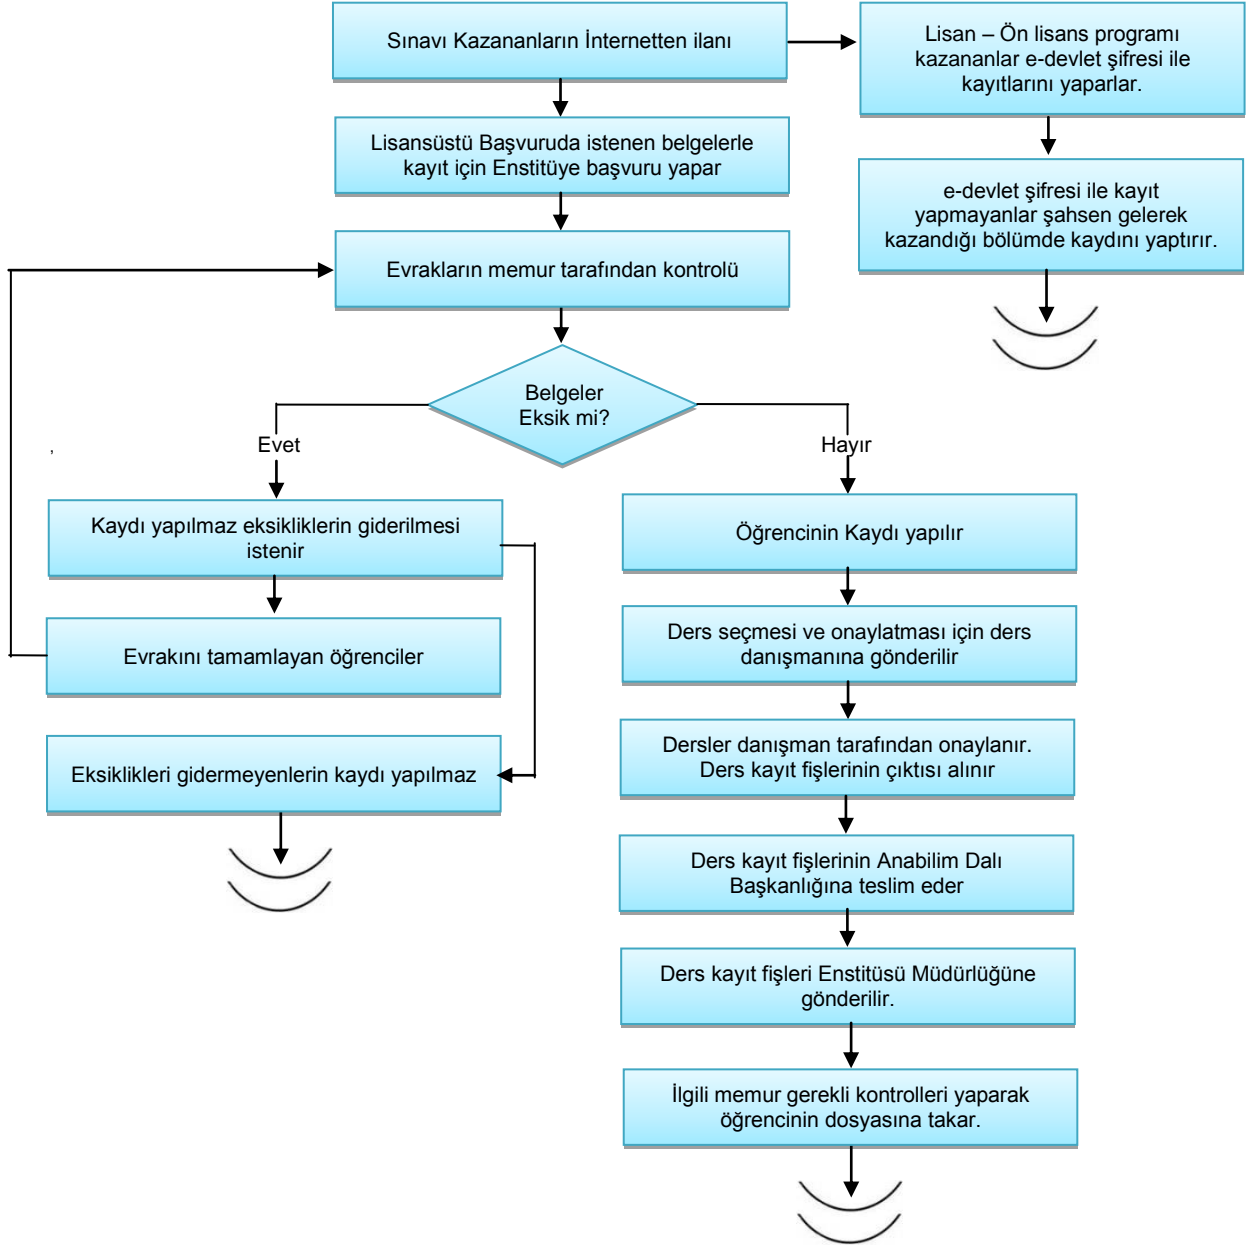 Sınavı Kazananların İnternetten ilanı
Lisan – Ön lisans programı
kazananlar e-devlet şifresi ile
kayıtlarını yaparlar.
Lisansüstü Başvuruda istenen belgelerle
kayıt için Enstitüye başvuru yapar
e-devlet şifresi ile kayıt
yapmayanlar şahsen gelerek
kazandığı bölümde kaydını yaptırır.
Evrakların memur tarafından kontrolü
Belgeler
Eksik mi?
,
Evet
Hayır
Kaydı yapılmaz eksikliklerin giderilmesi
istenir
Öğrencinin Kaydı yapılır
Evrakını tamamlayan öğrenciler
Ders seçmesi ve onaylatması için ders
danışmanına gönderilir
Eksiklikleri gidermeyenlerin kaydı yapılmaz
Dersler danışman tarafından onaylanır.
Ders kayıt fişlerinin çıktısı alınır
Ders kayıt fişlerinin Anabilim Dalı
Başkanlığına teslim eder
Ders kayıt fişleri Enstitüsü Müdürlüğüne
gönderilir.
İlgili memur gerekli kontrolleri yaparak
öğrencinin dosyasına takar.